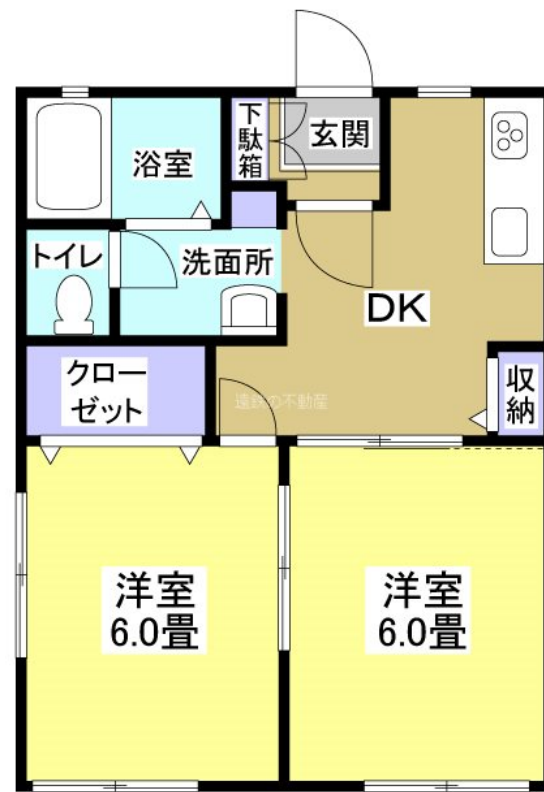 下駄箱
玄関
浴室
トイレ
洗面所
DK
クロー
ゼット
収納
遠鉄の不動産
洋室
6.0畳
洋室
6.0畳